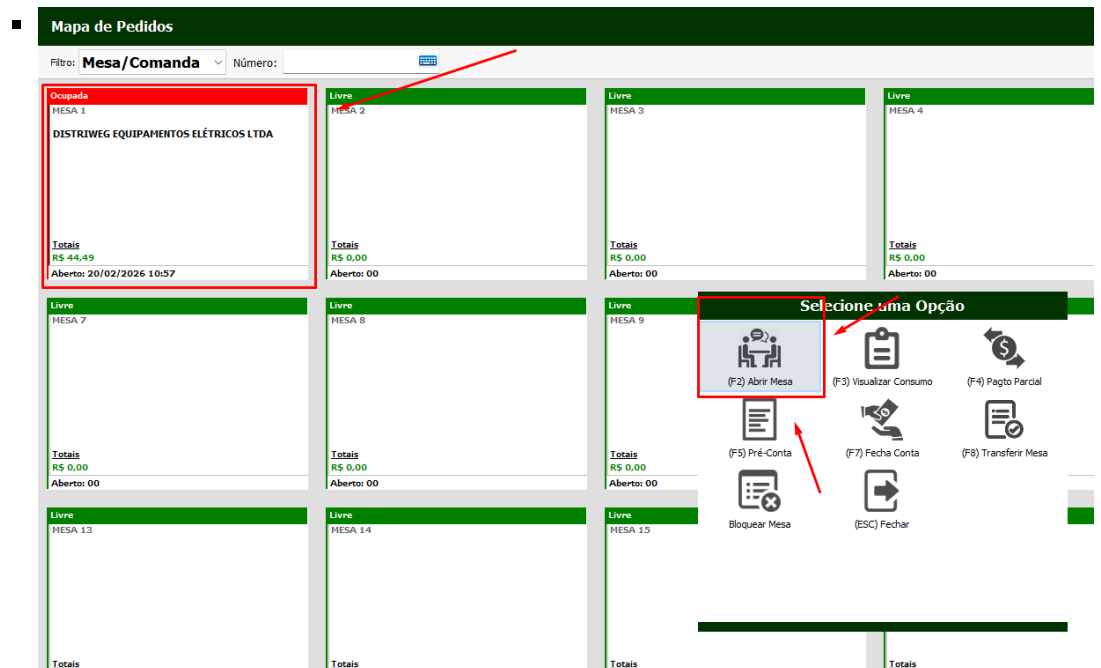 Mapa de Pedidos
Filtro: Mesa/Comanda Número:
Ocupada
MESA 1
DISTRIWEG EQUIPAMENTOS ELÉTRICOS LTDA
Totais
R$ 44,49
Aberto: 20/02/2026 10:57
Livre
MESA 2
Totais
R$ 0,00
Aberto: 00
Livre
MESA 3
Totais
R$ 0,00
Aberto: 00
Livre
MESA 4
Totais
R$ 0,00
Aberto: 00
Livre
MESA 7
Totais
R$ 0,00
Aberto: 00
Livre
MESA 8
Totais
R$ 0,00
Aberto: 00
Livre
MESA 9
Totais
R$ 0,00
Aberto: 00
Selecione uma Opção
(F2) Abrir Mesa
(F3) Visualizar Consumo
(F4) Pagto Parcial
(F5) Pré-Conta
(F7) Fecha Conta
(F8) Transferir Mesa
Bloquear Mesa
(ESC) Fechar
Livre
MESA 13
Totais
Livre
MESA 14
Totais
Livre
MESA 15
Totais
Totais